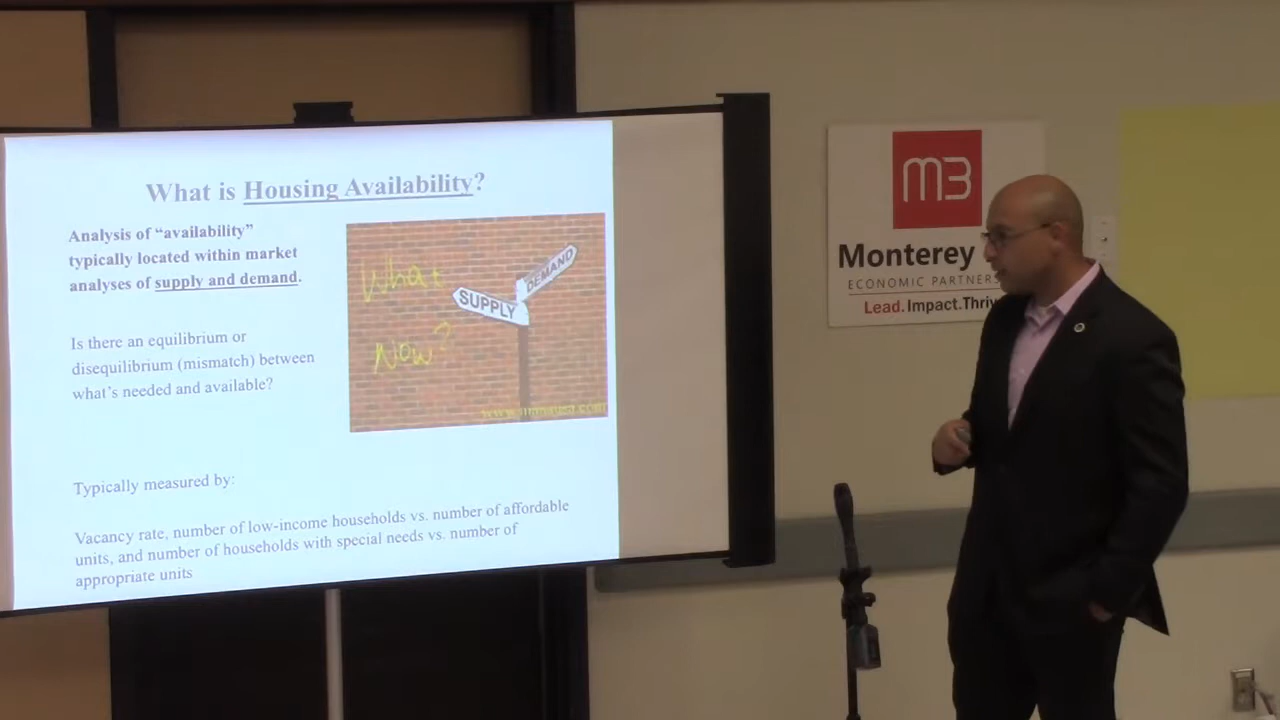 What is Housing Availability?
Analysis of “availability”
typically located within market
analyses of supply and demand.
Is there an equilibrium or
disequilibrium (mismatch) between
what’s needed and available?
What
Now?
SUPPLY
DEMAND
Typically measured by:
Vacancy rate, number of low-income households vs. number of affordable
units, and number of households with special needs vs. number of
appropriate units
M3
Monterey
ECONOMIC
Lead.Impact.